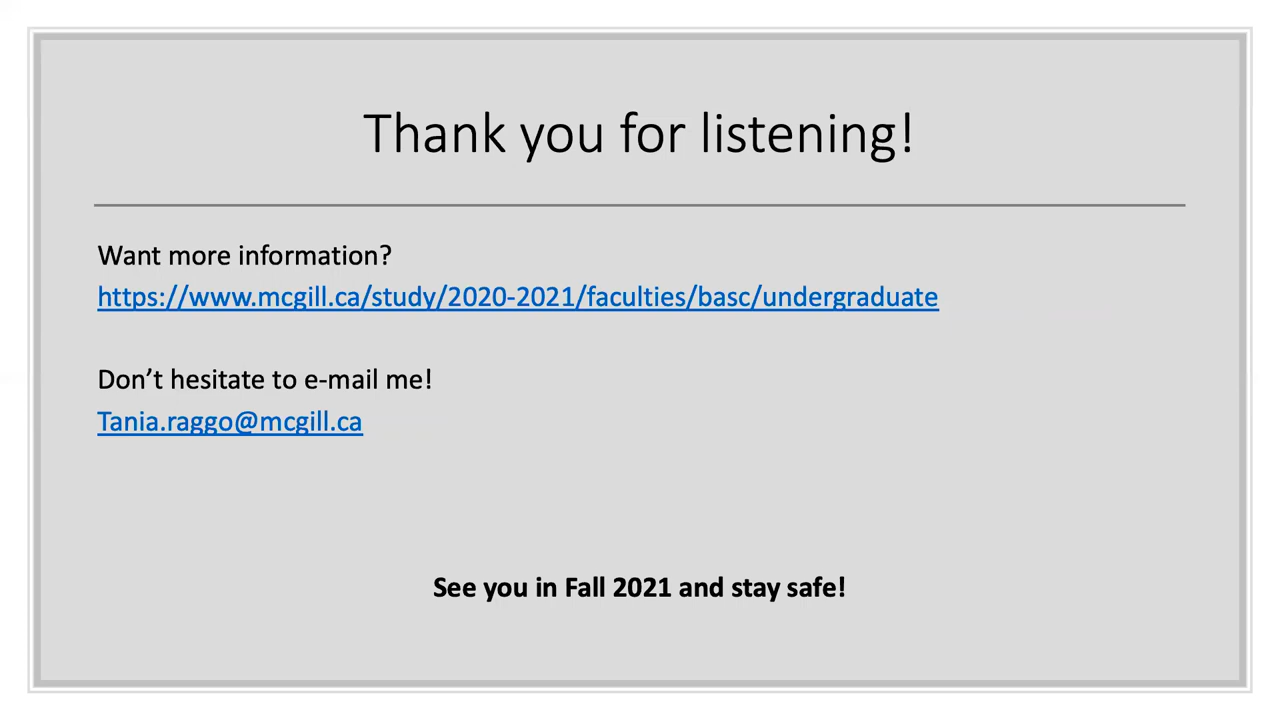 Thank you for listening!
Want more information?
https://www.mcgill.ca/study/2020-2021/faculties/basc/undergraduate
Don’t hesitate to e-mail me!
Tania.raggo@mcgill.ca
See you in Fall 2021 and stay safe!